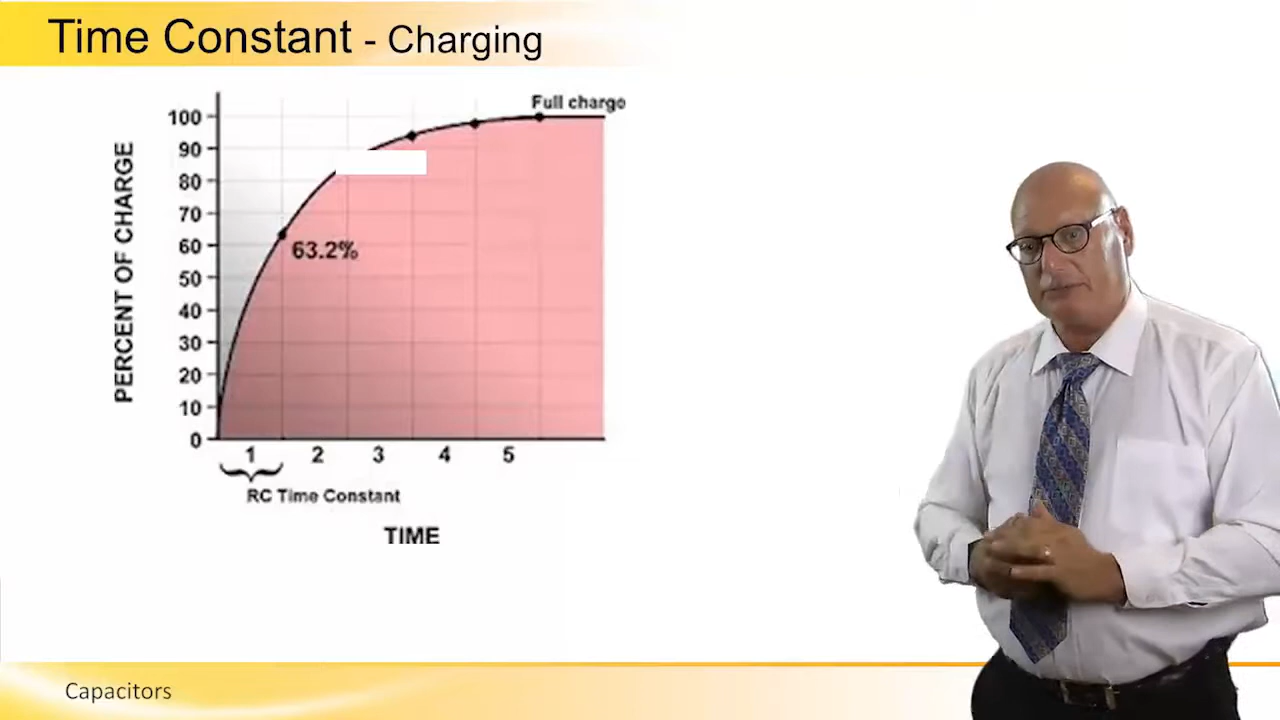 Time Constant - Charging
Full charge
100
90
80
70
60
50
40
30
20
10
0
PERCENT OF CHARGE
63.2%
1 2 3 4 5
RC Time Constant
TIME
Capacitors